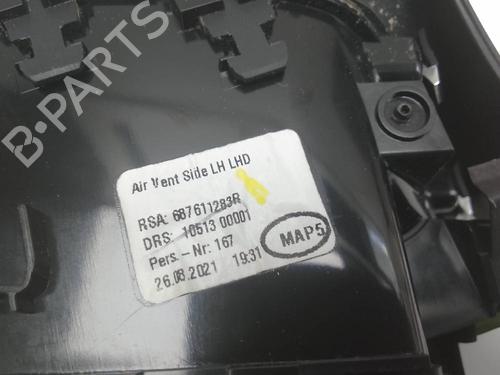 B-PARTS
Air Vent Side LH LHD
RSA: 687611283R
DRS: 10513 00001
Pers.-Nr: 167
26.08.2021 19:31
MAP5